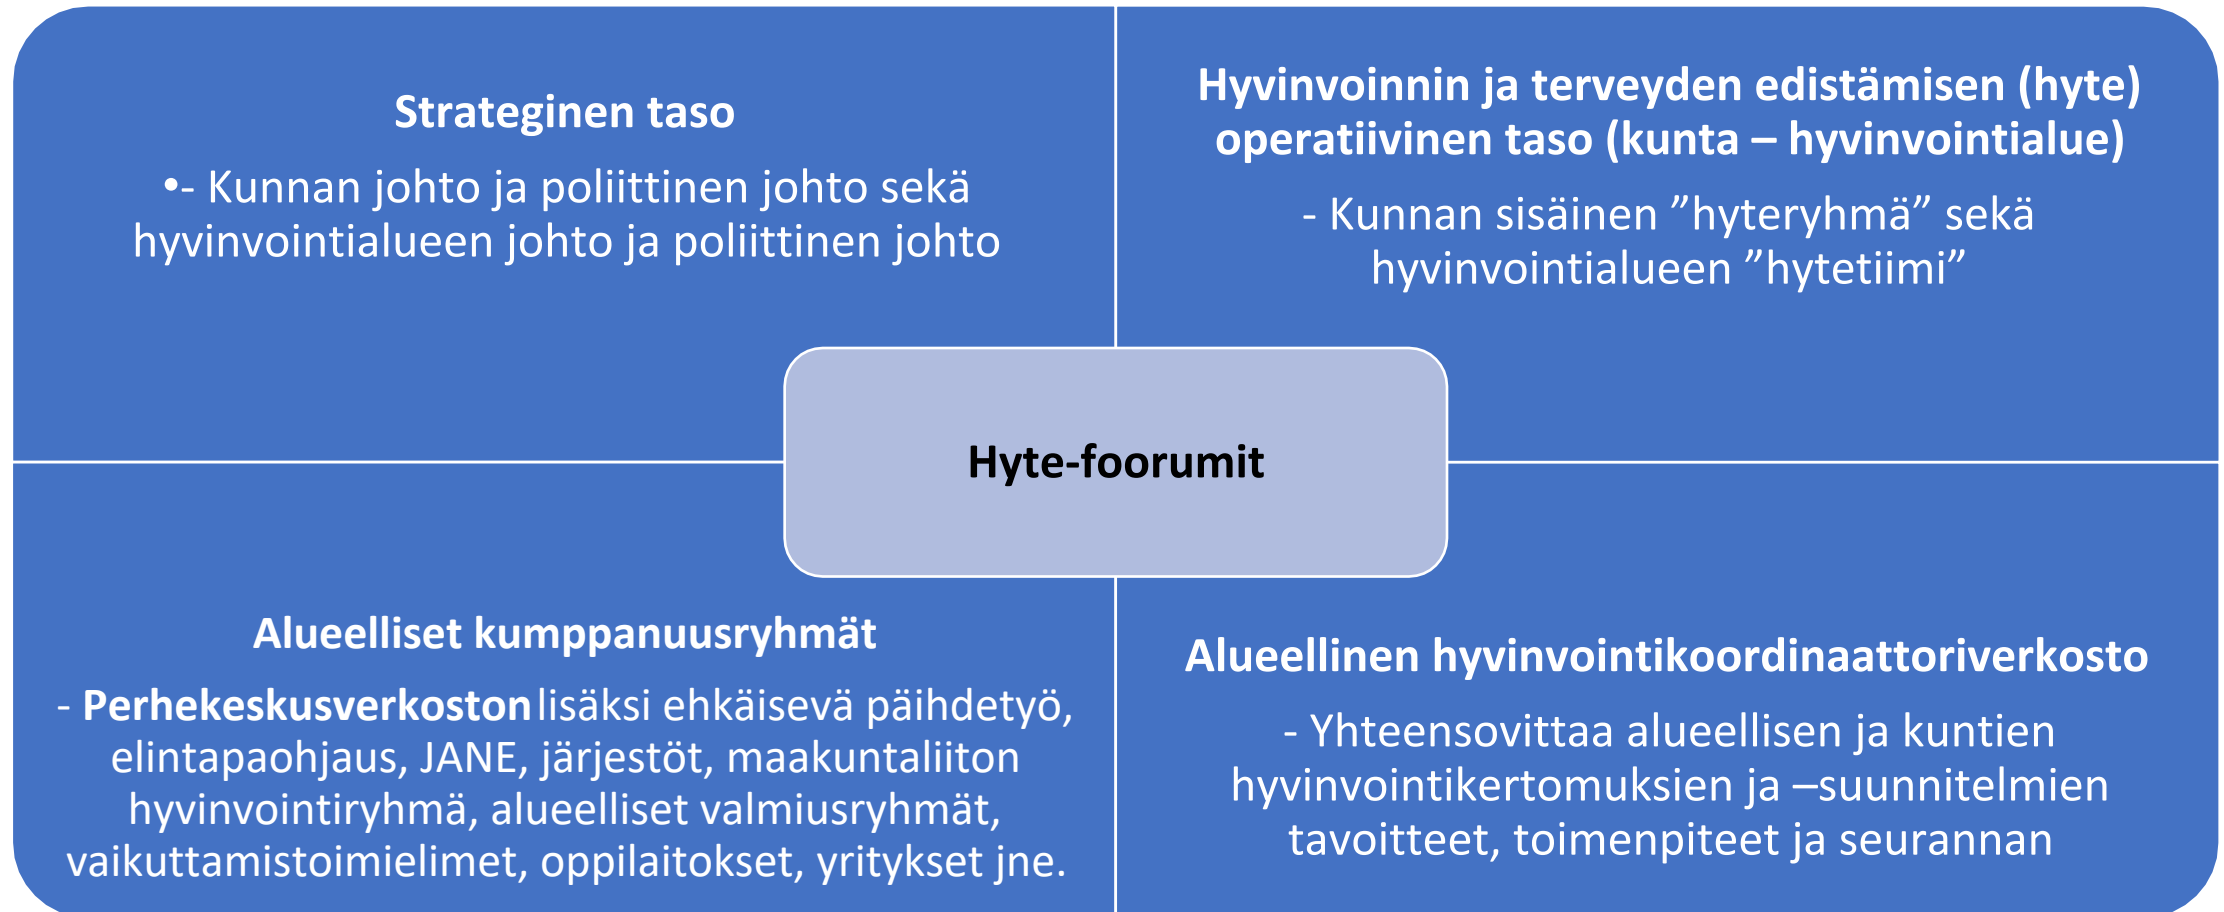 Strateginen taso
•- Kunnan johto ja poliittinen johto sekä
hyvinvointialueen johto ja poliittinen johto
Hyvinvoinnin ja terveyden edistämisen (hyte)
operatiivinen taso (kunta – hyvinvointialue)
- Kunnan sisäinen ”hyteryhmä” sekä
hyvinvointialueen ”hytetiimi”
Hyte-foorumit
Alueelliset kumppanuusryhmät
- Perhekeskusverkoston lisäksi ehkäisevä päihdetyö,
elintapaohjaus, JANE, järjestöt, maakuntaliiton
hyvinvointiryhmä, alueelliset valmiusryhmät,
vaikuttamistoimielimet, oppilaitokset, yritykset jne.
Alueellinen hyvinvointikoordinaattoriverkosto
- Yhteensovittaa alueellisen ja kuntien
hyvinvointikertomuksien ja –suunnitelmien
tavoitteet, toimenpiteet ja seurannan